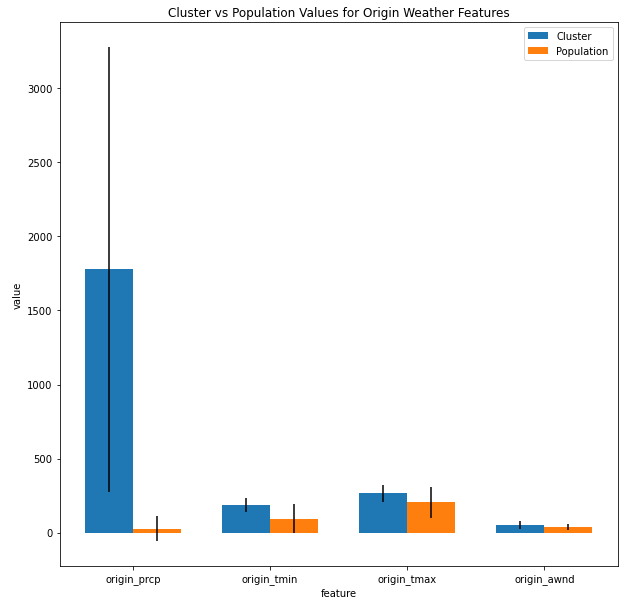 Cluster vs Population Values for Origin Weather Features
Cluster
Population
3000
2500
2000
1500
1000
500
0
value
origin_prcp
origin_tmin
origin_tmax
origin_awnd
feature